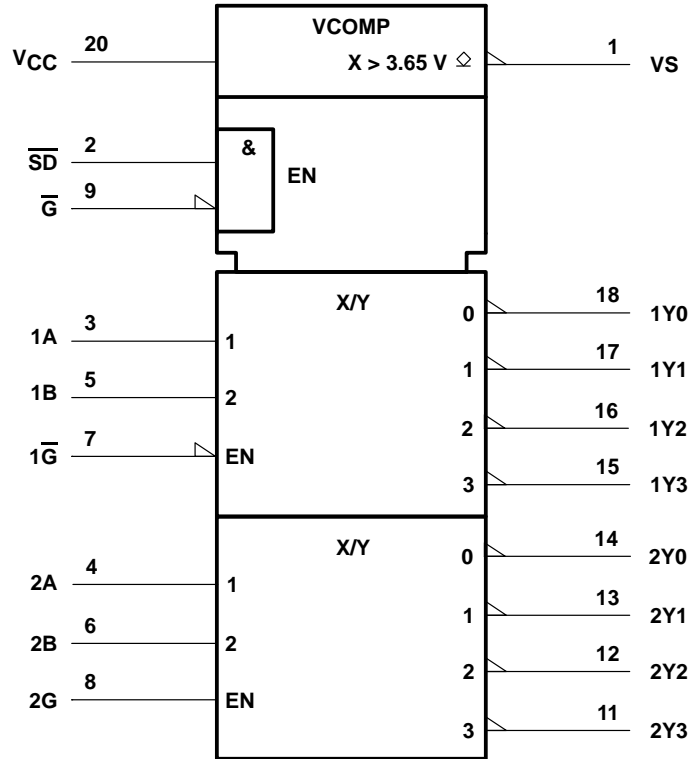 VCOMP
VCC 20 X > 3.65 V 1 VS
S̅D̅ 2 &
EN
G̅ 9
X/Y
0 18 1Y0
1A 3 1
1 17 1Y1
1B 5 2
2 16 1Y2
1G̅ 7 EN
3 15 1Y3
X/Y
0 14 2Y0
2A 4 1
1 13 2Y1
2B 6 2
2 12 2Y2
2G 8 EN
3 11 2Y3